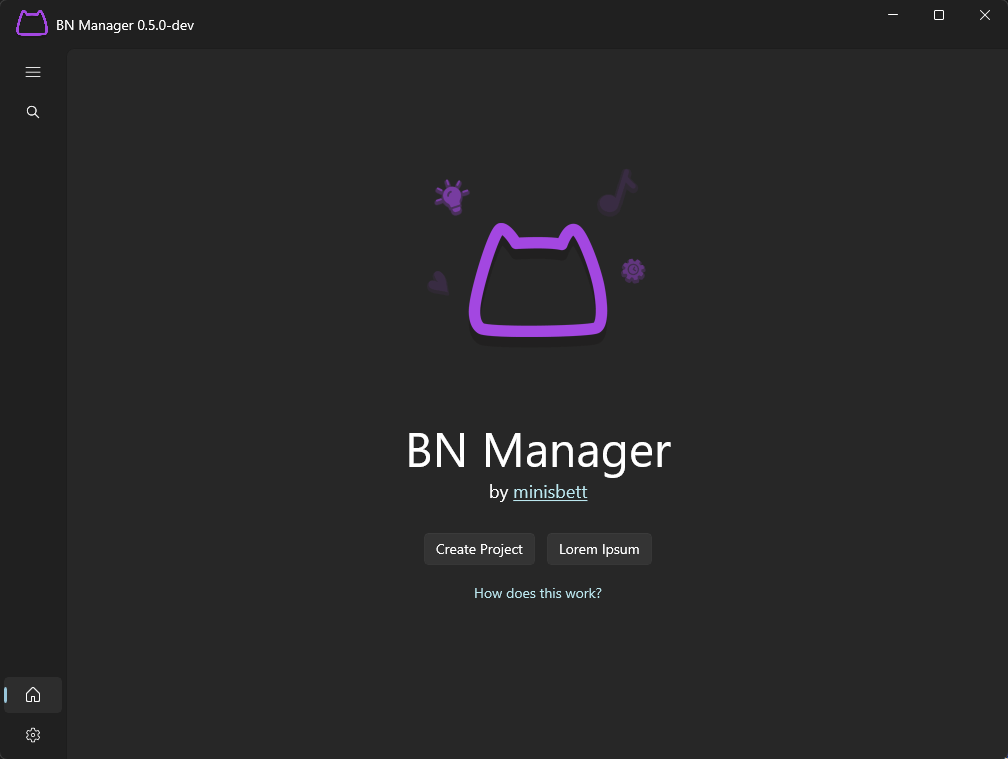 BN Manager 0.5.0-dev
BN Manager
by minisbett
Create Project
Lorem Ipsum
How does this work?